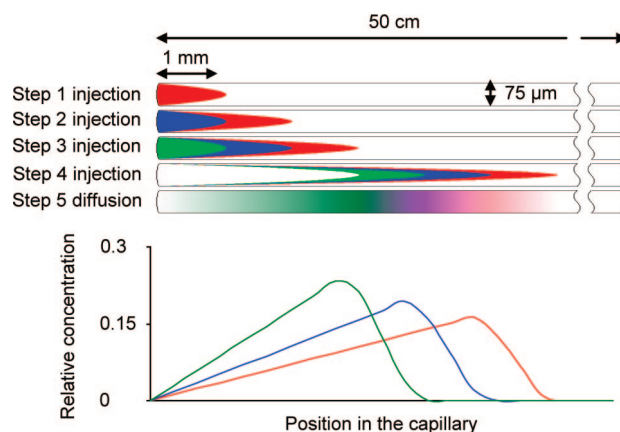 50 cm
1 mm
Step 1 injection
75 µm
Step 2 injection
Step 3 injection
Step 4 injection
Step 5 diffusion
0.3
0.15
0
Relative concentration
Position in the capillary